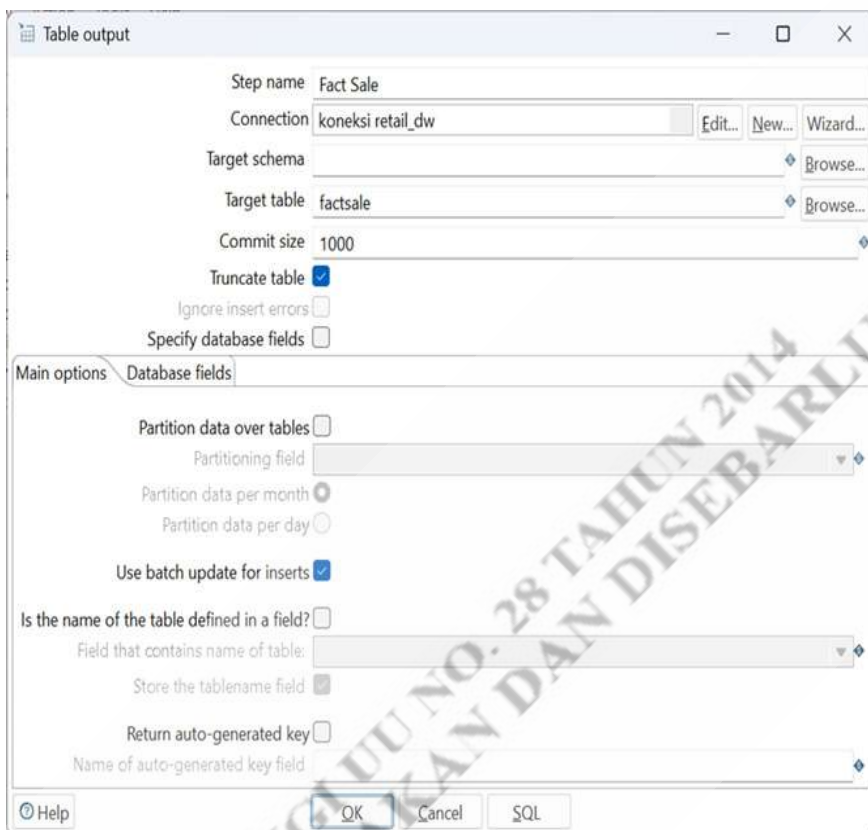 Table output
Step name Fact Sale
Connection koneksi retail_dw Edit... New... Wizard...
Target schema Browse...
Target table factsale Browse...
Commit size 1000
Truncate table
Ignore insert errors
Specify database fields
Main options Database fields
Partition data over tables
Partitioning field
Partition data per month
Partition data per day
Use batch update for inserts
Is the name of the table defined in a field?
Field that contains name of table:
Store the tablename field
Return auto-generated key
Name of auto-generated key field
Help OK Cancel SQL
UU NO. 28 TAHUN 2014
DAN